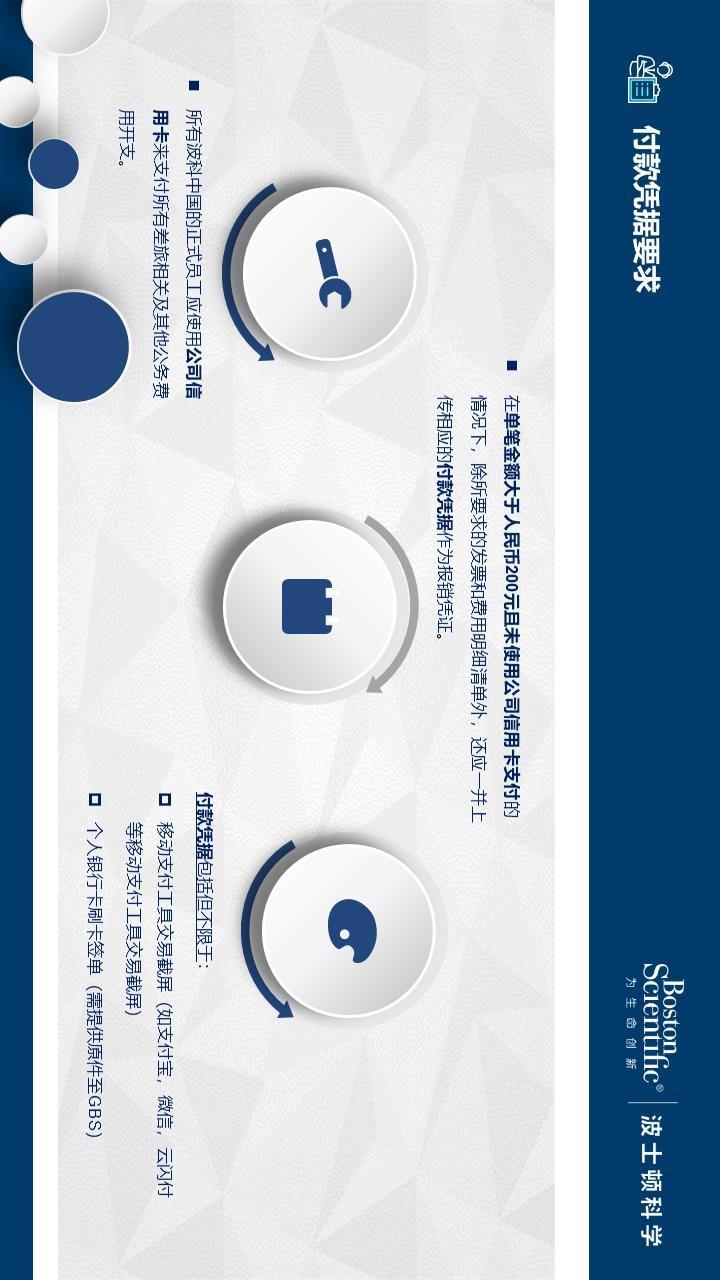 付款凭据要求
Boston
Scientific®
为生命创新
波士顿科学
所有波科中国的正式员工应使用公司信
用卡来支付所有差旅相关及其他公务费
用开支。
在单笔金额大于人民币200元且未使用公司信用卡支付的
情况下，除所要求的发票和费用明细清单外，还应一并上
传相应的付款凭据作为报销凭证。
付款凭据包括但不限于：
移动支付工具交易截屏（如支付宝，微信，云闪付
等移动支付工具交易截屏）
个人银行卡刷卡签单（需提供原件至GBS）